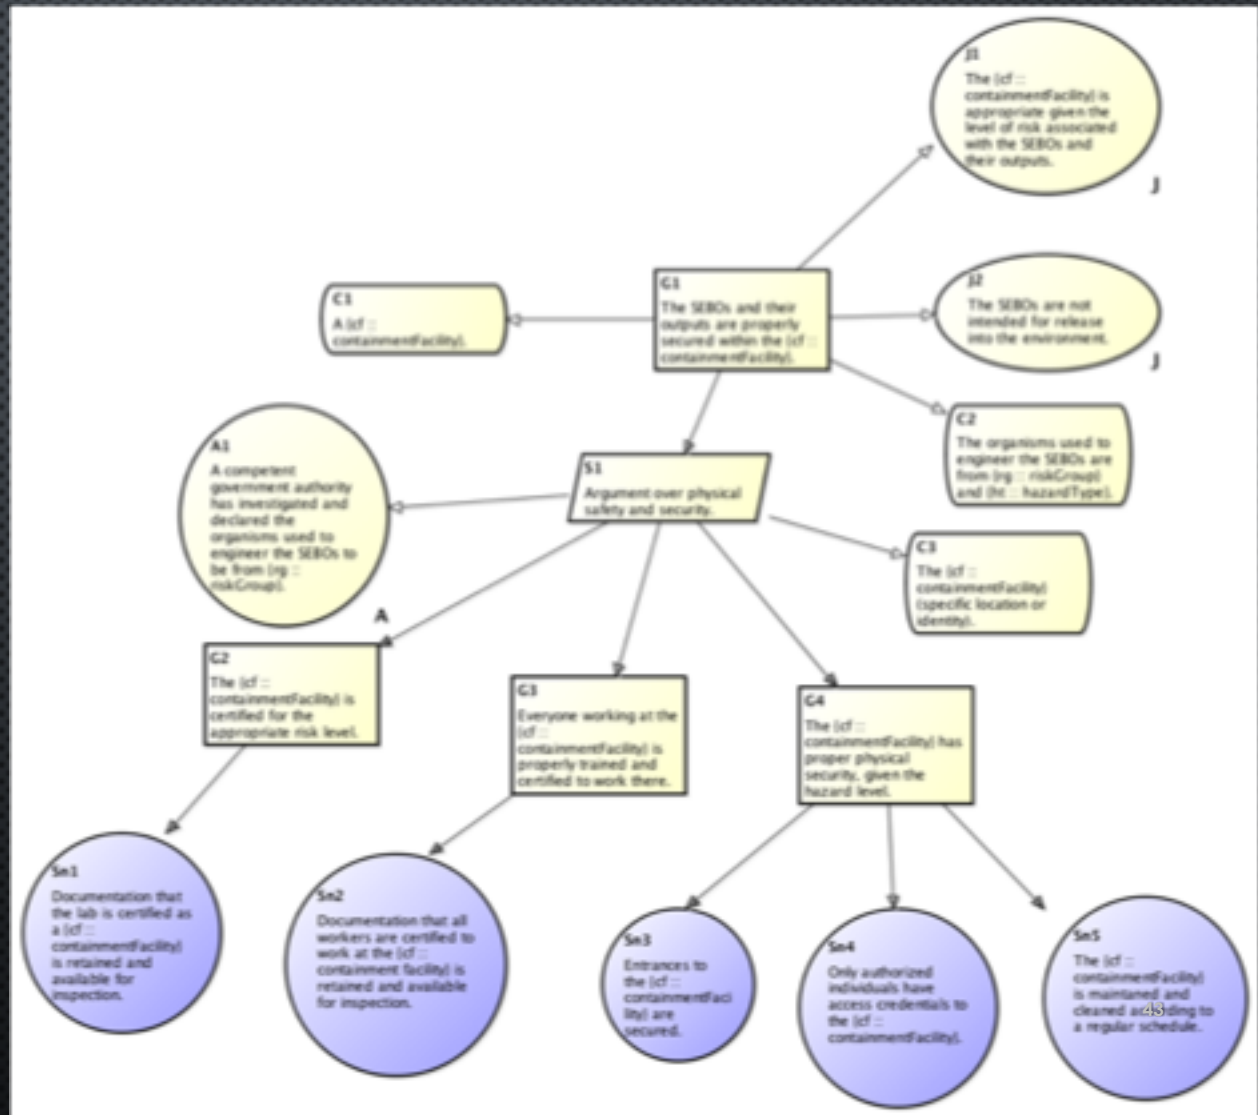 J1
The {cf ::
containmentFacility} is
appropriate given the
level of risk associated
with the SEBOs and
their outputs.
J
C1
A {cf ::
containmentFacility}.
G1
The SEBOs and their
outputs are properly
secured within the {cf ::
containmentFacility}.
J2
The SEBOs are not
intended for release
into the environment.
J
C2
The organisms used to
engineer the SEBOs are
from {rg :: riskGroup}
and {ht :: hazardType}.
A1
A competent
government authority
has investigated and
declared the
organisms used to
engineer the SEBOs to
be from {rg ::
riskGroup}.
A
S1
Argument over physical
safety and security.
C3
The {cf ::
containmentFacility}
(specific location or
identity).
G2
The {cf ::
containmentFacility} is
certified for the
appropriate risk level.
G3
Everyone working at the
{cf ::
containmentFacility} is
properly trained and
certified to work there.
G4
The {cf ::
containmentFacility} has
proper physical
security, given the
hazard level.
Sn1
Documentation that
the lab is certified as
a {cf ::
containmentFacility}
is retained and
available for
inspection.
Sn2
Documentation that all
workers are certified to
work at the {cf ::
containment facility} is
retained and available
for inspection.
Sn3
Entrances to
the {cf ::
containmentFaci
lity} are
secured.
Sn4
Only authorized
individuals have
access credentials to
the {cf ::
containmentFacility}.
Sn5
The {cf ::
containmentFacility}
is maintaned and
cleaned according to
a regular schedule.
43